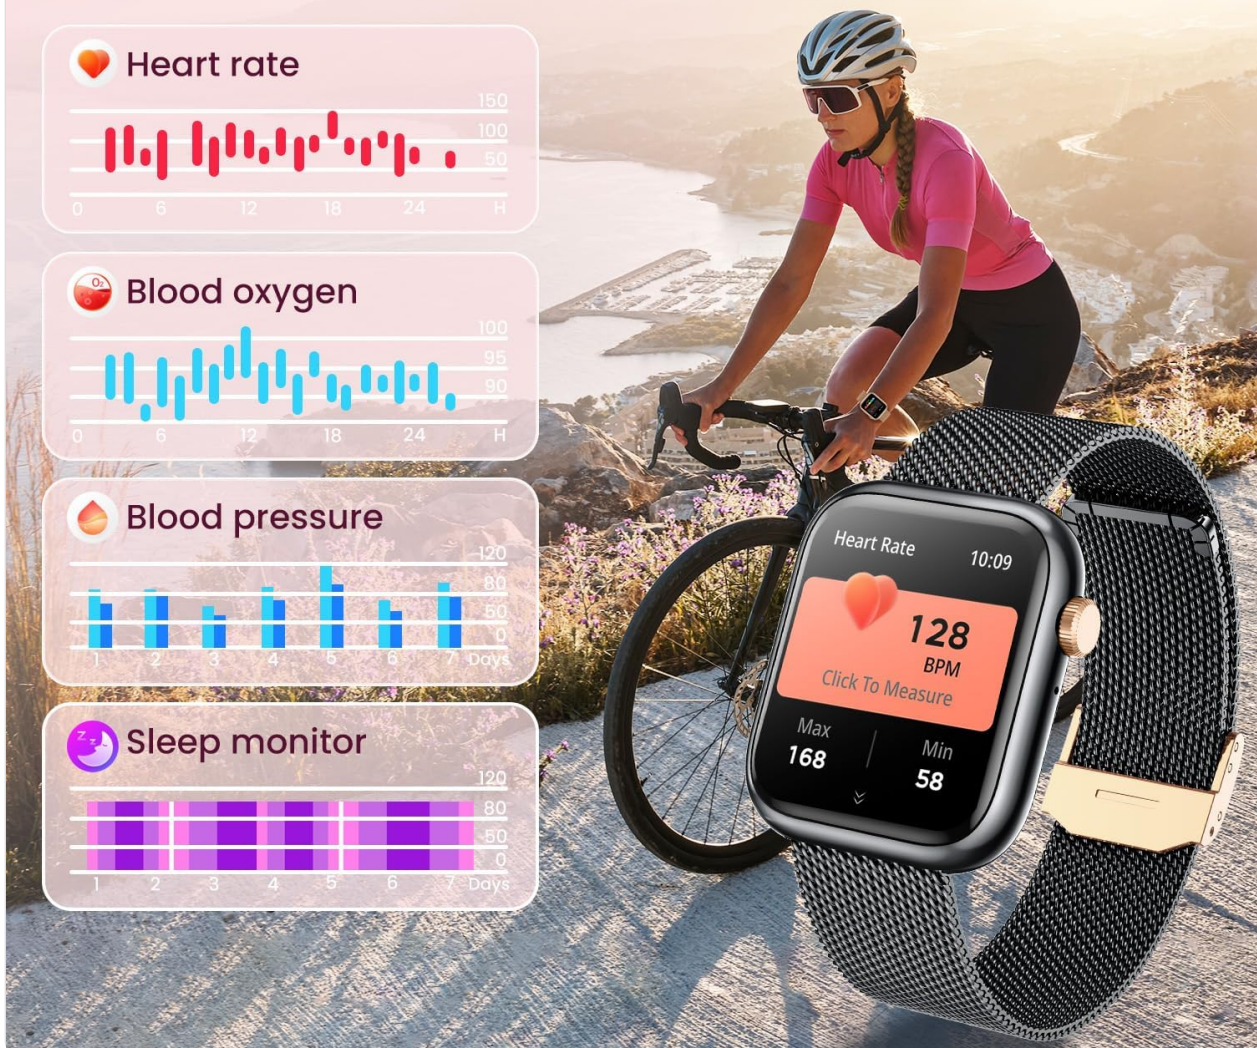 Heart rate
150
100
50
0 6 12 18 24 H
O₂
Blood oxygen
100
95
90
0 6 12 18 24 H
Blood pressure
120
80
50
0
1 2 3 4 5 6 7 Days
z z z
Sleep monitor
120
80
50
0
1 2 3 4 5 6 7 Days
Heart Rate 10:09
128
BPM
Click To Measure
Max Min
168 58